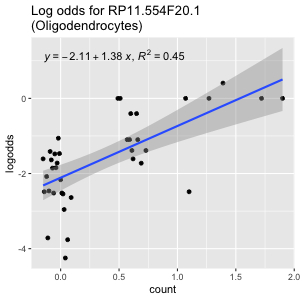 Log odds for RP11.554F20.1
(Oligodendrocytes)
y = −2.11 + 1.38 x, R² = 0.45
0
-2
-4
logodds
0.0 0.5 1.0 1.5 2.0
count